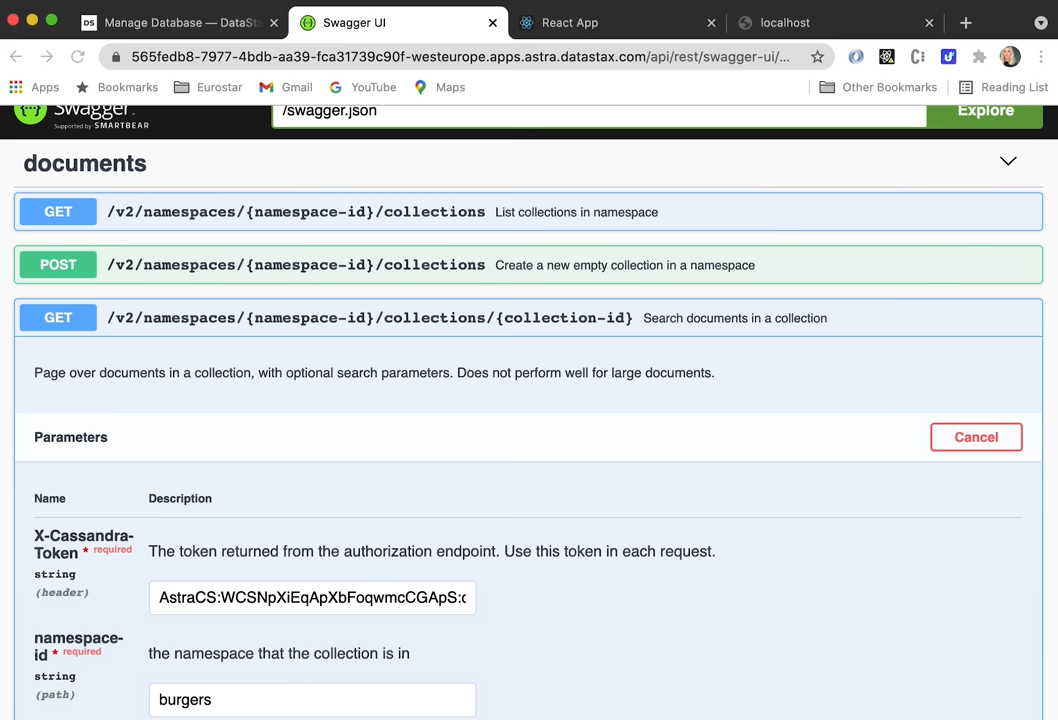 DS Manage Database — DataSta
Swagger UI
React App
localhost
565fedb8-7977-4bdb-aa39-fca31739c90f-westeurope.apps.astra.datastax.com/api/rest/swagger-ui/...
Apps
Bookmarks
Eurostar
Gmail
YouTube
Maps
Other Bookmarks
Reading List
Swagger.
Supported by SMARTBEAR
/swagger.json
Explore
documents
GET /v2/namespaces/{namespace-id}/collections List collections in namespace
POST /v2/namespaces/{namespace-id}/collections Create a new empty collection in a namespace
GET /v2/namespaces/{namespace-id}/collections/{collection-id} Search documents in a collection
Page over documents in a collection, with optional search parameters. Does not perform well for large documents.
Parameters
Cancel
Name Description
X-Cassandra-
Token * required
string
(header)
The token returned from the authorization endpoint. Use this token in each request.
AstraCS:WCSNpXiEqApXbFoqwmcCGApS:c
namespace-
id * required
string
(path)
the namespace that the collection is in
burgers